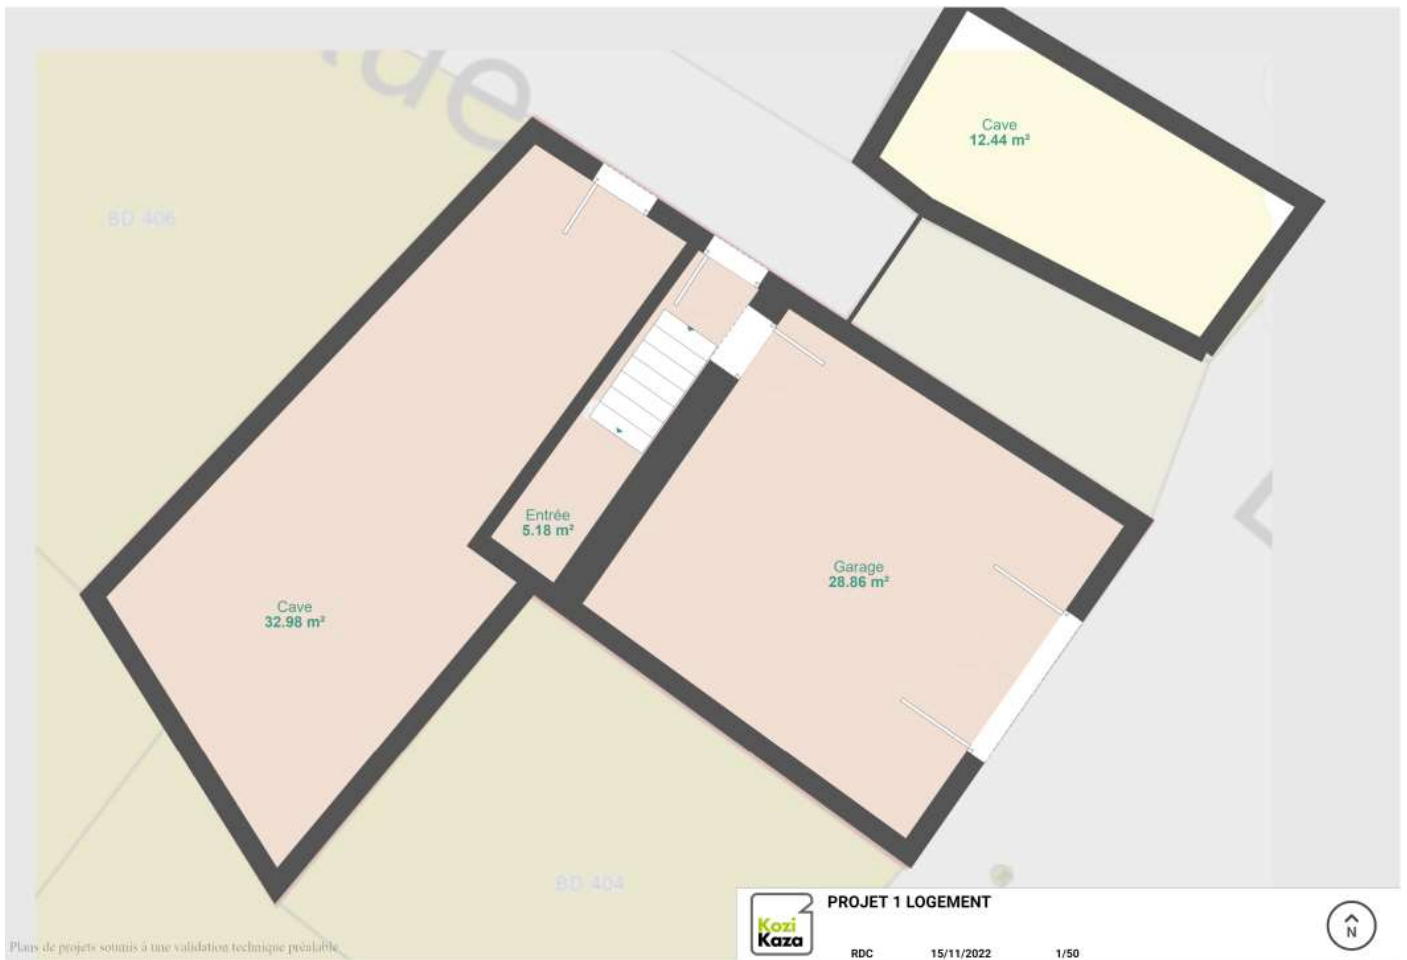 Cave
12.44 m²
BD 406
Entrée
5.18 m²
Garage
28.86 m²
Cave
32.98 m²
BD 404
PROJET 1 LOGEMENT
Kozi
Kaza
N
Plans de projets soumis à une validation technique préalable
RDC 15/11/2022 1/50